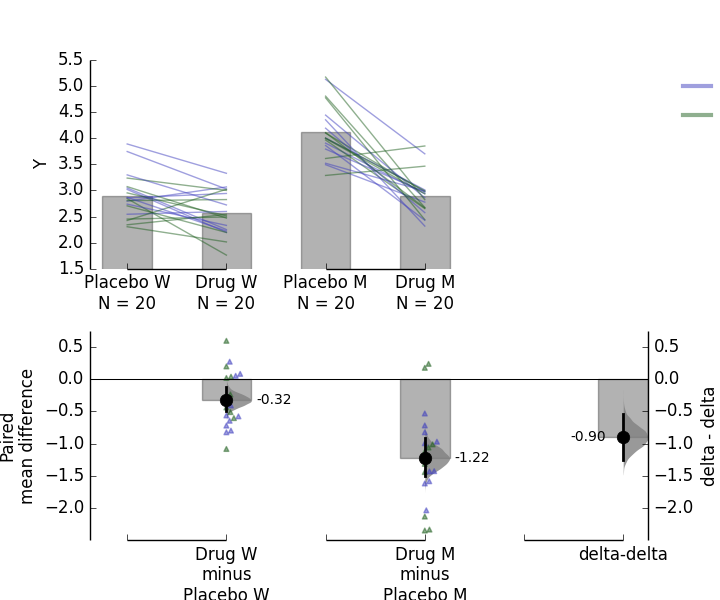 5.5
5.0
4.5
4.0
3.5
3.0
2.5
2.0
1.5
Y
Placebo W
N = 20
Drug W
N = 20
Placebo M
N = 20
Drug M
N = 20
0.5
0.0
−0.5
−1.0
−1.5
−2.0
Paired
mean difference
-0.32
-1.22
-0.90
0.5
0.0
−0.5
−1.0
−1.5
−2.0
delta - delta
Drug W
minus
Placebo W
Drug M
minus
Placebo M
delta-delta